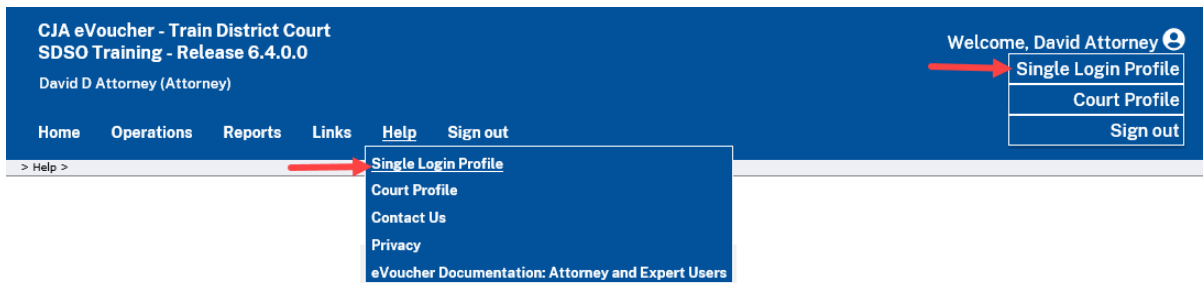 CJA eVoucher - Train District Court
SDSO Training - Release 6.4.0.0
David D Attorney (Attorney)
Welcome, David Attorney
Single Login Profile
Court Profile
Sign out
Home Operations Reports Links Help Sign out
> Help >
Single Login Profile
Court Profile
Contact Us
Privacy
eVoucher Documentation: Attorney and Expert Users